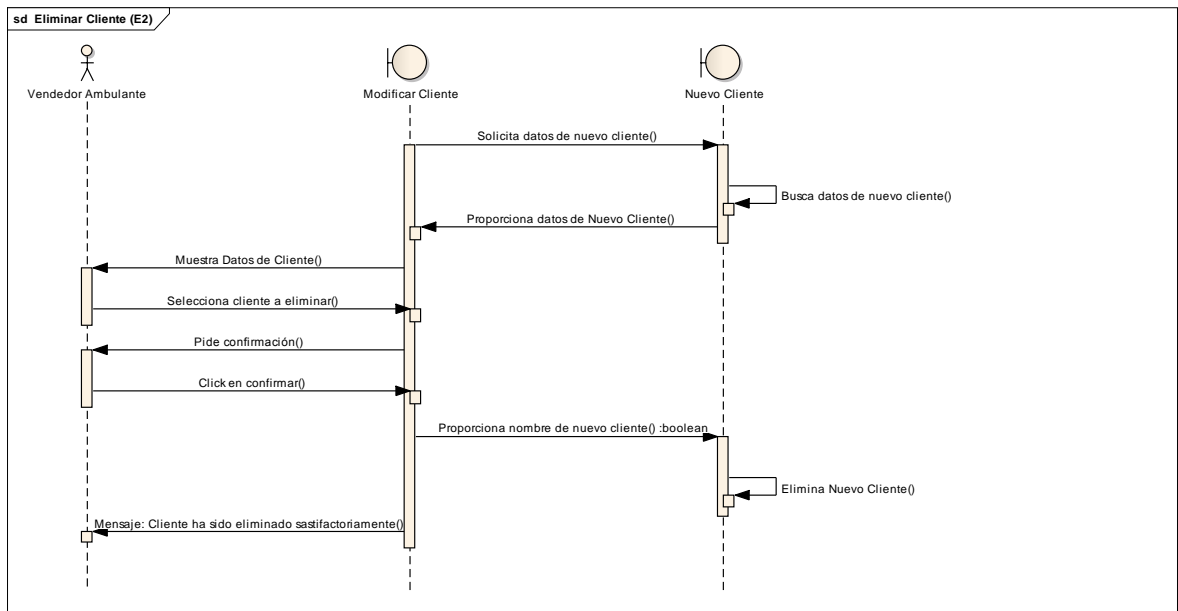 sd Eliminar Cliente (E2)
Vendedor Ambulante
Modificar Cliente
Nuevo Cliente
Solicita datos de nuevo cliente()
Busca datos de nuevo cliente()
Proporciona datos de Nuevo Cliente()
Muestra Datos de Cliente()
Selecciona cliente a eliminar()
Pide confirmación()
Click en confirmar()
Proporciona nombre de nuevo cliente() :boolean
Elimina Nuevo Cliente()
Mensaje: Cliente ha sido eliminado sastifactoriamente()